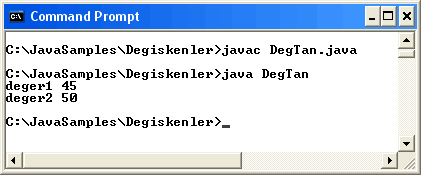 Command Prompt
C:\JavaSamples\Degiskenler>javac DegTan.java
C:\JavaSamples\Degiskenler>java DegTan
deger1 45
deger2 50
C:\JavaSamples\Degiskenler>_